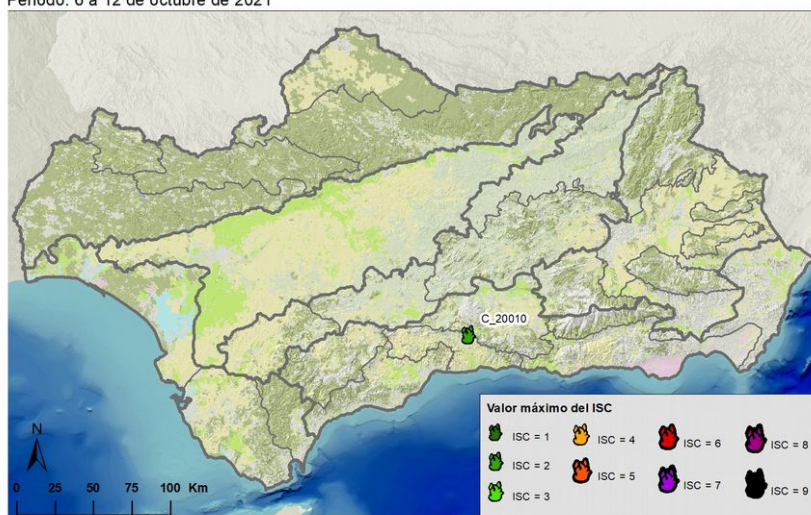 Periodo: 6 a 12 de octubre de 2021
C_20010
N
0 25 50 75 100 Km
Valor máximo del ISC
ISC = 1
ISC = 2
ISC = 3
ISC = 4
ISC = 5
ISC = 6
ISC = 7
ISC = 8
ISC = 9